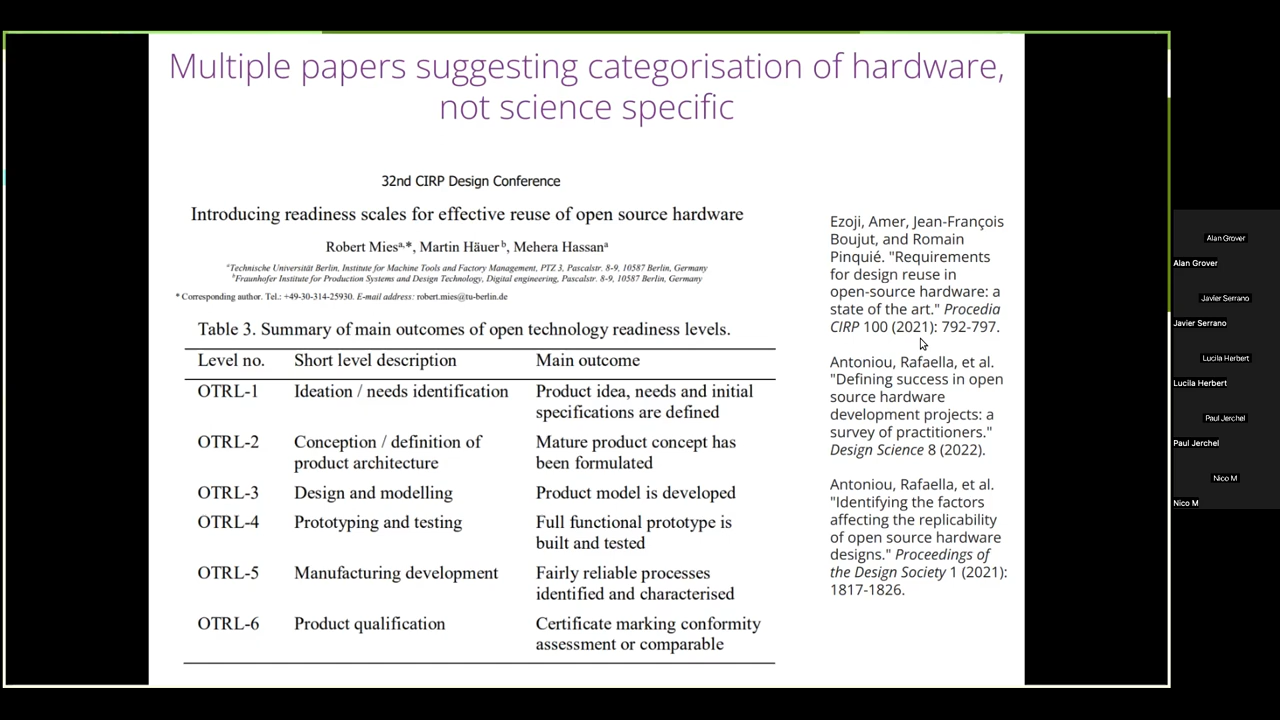 Multiple papers suggesting categorisation of hardware,
not science specific
32nd CIRP Design Conference
Introducing readiness scales for effective reuse of open source hardware
Robert Miesa,*, Martin Häuer b, Mehera Hassana
aTechnische Universität Berlin, Institute for Machine Tools and Factory Management, PTZ 3, Pascalstr. 8-9, 10587 Berlin, Germany
bFraunhofer Institute for Production Systems and Design Technology, Digital engineering, Pascalstr. 8-9, 10587 Berlin, Germany
* Corresponding author. Tel.: +49-30-314-25930. E-mail address: robert.mies@tu-berlin.de
Table 3. Summary of main outcomes of open technology readiness levels.
Level no. Short level description Main outcome
OTRL-1 Ideation / needs identification Product idea, needs and initial
specifications are defined
OTRL-2 Conception / definition of Mature product concept has
product architecture been formulated
OTRL-3 Design and modelling Product model is developed
OTRL-4 Prototyping and testing Full functional prototype is
built and tested
OTRL-5 Manufacturing development Fairly reliable processes
identified and characterised
OTRL-6 Product qualification Certificate marking conformity
assessment or comparable
Ezoji, Amer, Jean-François
Boujut, and Romain
Pinquié. "Requirements
for design reuse in
open-source hardware: a
state of the art." Procedia
CIRP 100 (2021): 792-797.
Antoniou, Rafaella, et al.
"Defining success in open
source hardware
development projects: a
survey of practitioners."
Design Science 8 (2022).
Antoniou, Rafaella, et al.
"Identifying the factors
affecting the replicability
of open source hardware
designs." Proceedings of
the Design Society 1 (2021):
1817-1826.
Alan Grover
Alan Grover
Javier Serrano
Javier Serrano
Lucila Herbert
Lucila Herbert
Paul Jerchel
Paul Jerchel
Nico M
Nico M